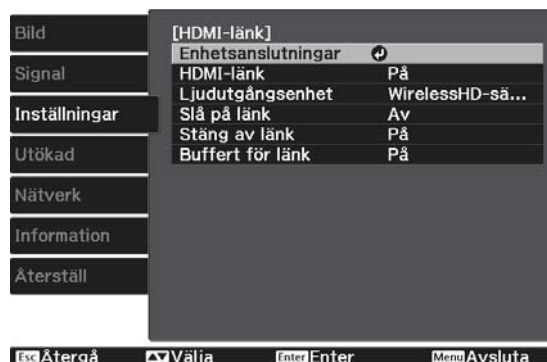 Bild
Signal
Inställningar
Utökad
Nätverk
Information
Återställ
[HDMI-länk]
Enhetsanslutningar
HDMI-länk På
Ljudutgångsenhet WirelessHD-sä...
Slå på länk Av
Stäng av länk På
Buffert för länk På
Esc Återgå Välja Enter Enter Menu Avsluta